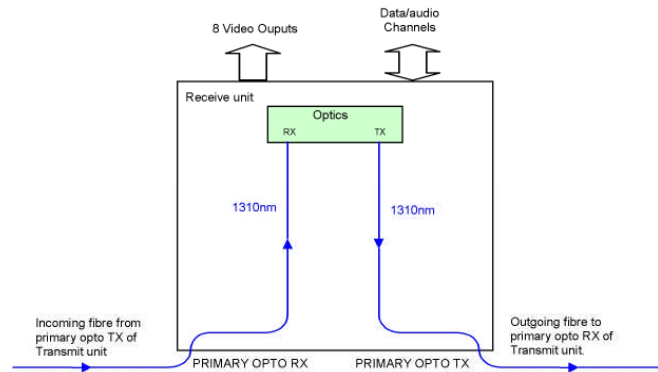 8 Video Ouputs
Data/audio
Channels
Receive unit
Optics
RX
TX
1310nm
1310nm
Incoming fibre from
primary opto TX of
Transmit unit
Outgoing fibre to
primary opto RX of
Transmit unit.
PRIMARY OPTO RX
PRIMARY OPTO TX